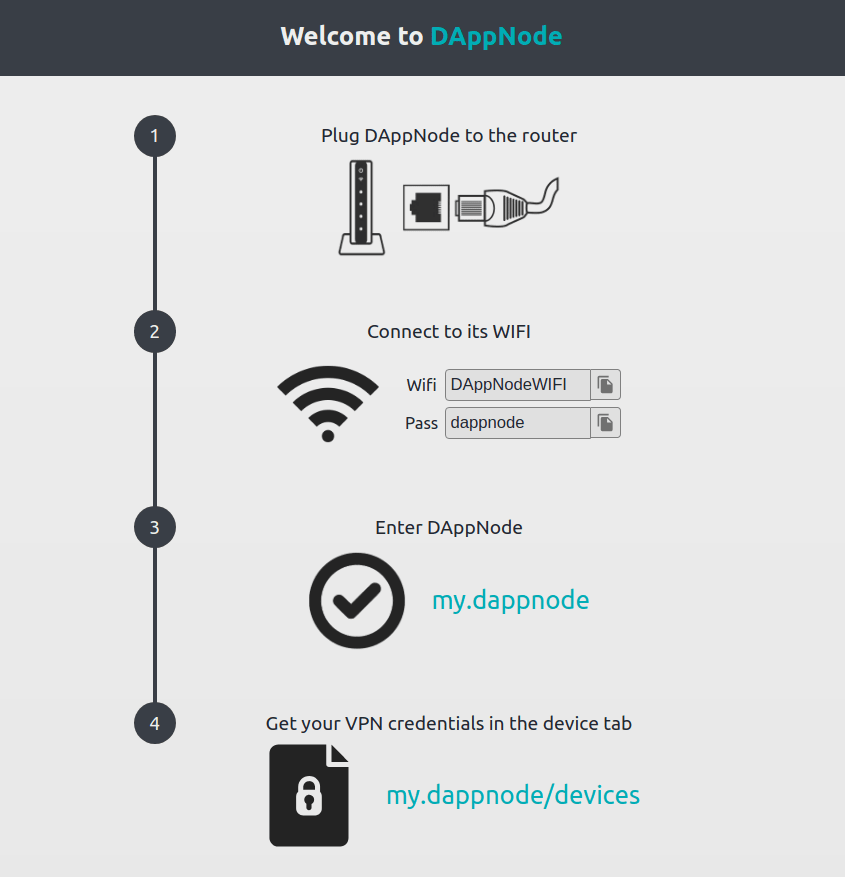 Welcome to DAppNode
1
Plug DAppNode to the router
2
Connect to its WIFI
Wifi DAppNodeWIFI
Pass dappnode
3
Enter DAppNode
my.dappnode
4
Get your VPN credentials in the device tab
my.dappnode/devices